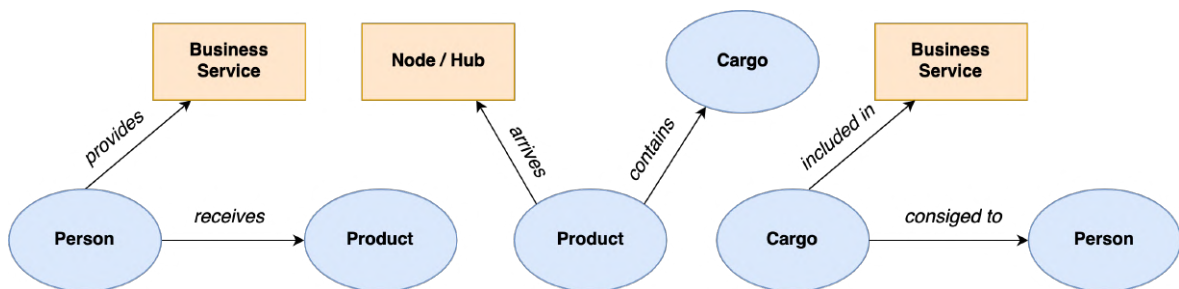 Business
Service
Node / Hub
Cargo
Business
Service
provides
arrives
contains
included in
Person
receives
Product
Product
Cargo
consiged to
Person